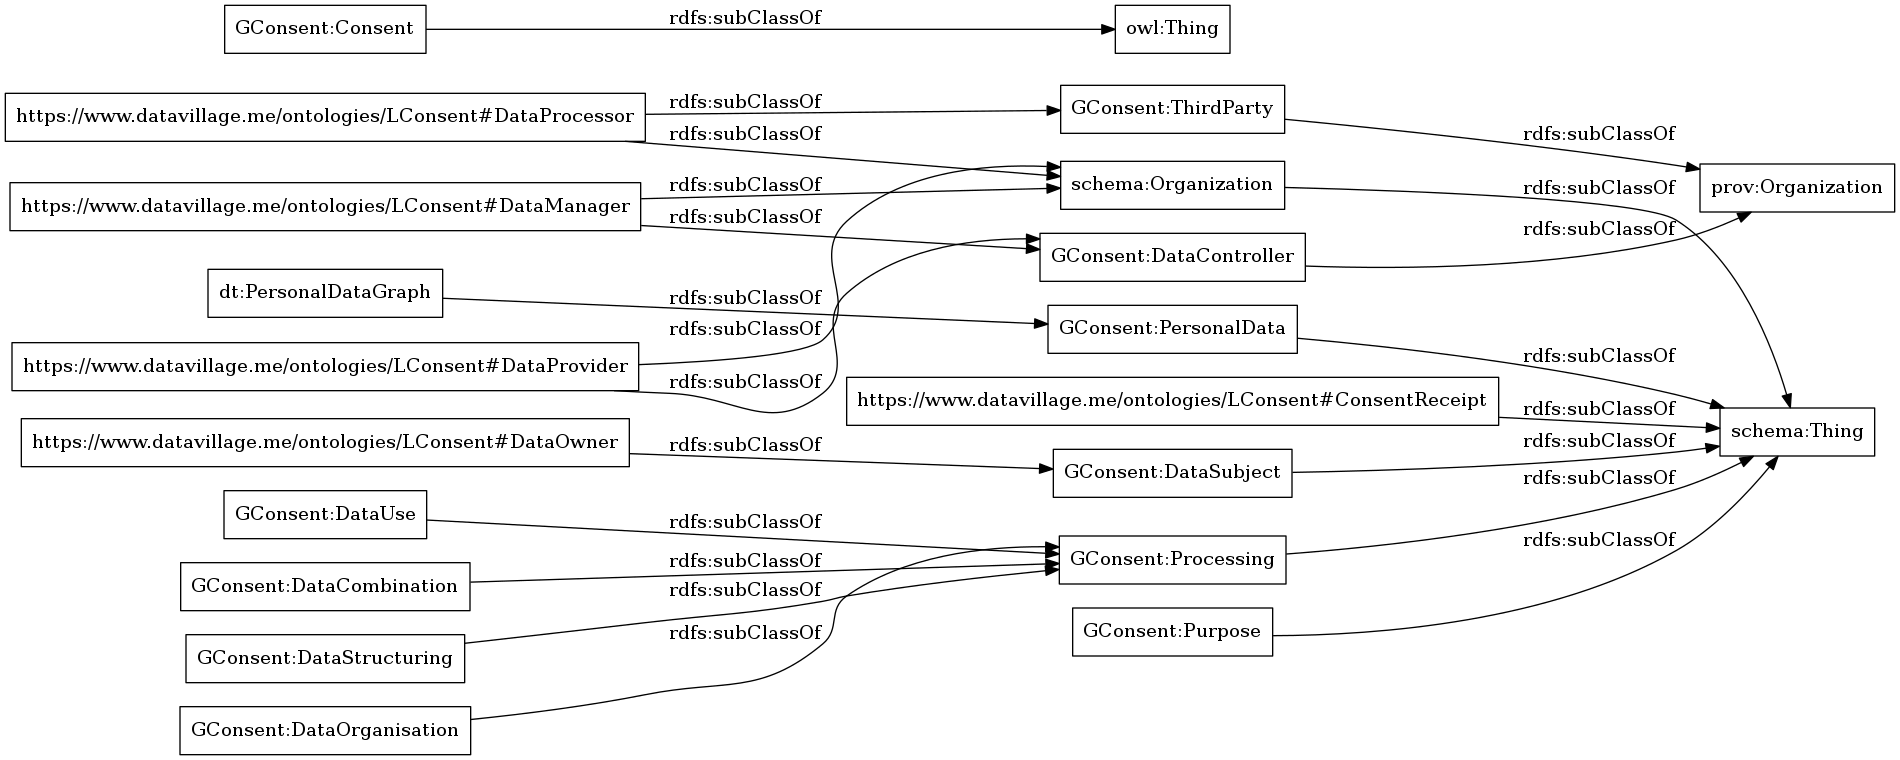 GConsent:Consent
rdfs:subClassOf
owl:Thing
https://www.datavillage.me/ontologies/LConsent#DataProcessor
rdfs:subClassOf
GConsent:ThirdParty
rdfs:subClassOf
rdfs:subClassOf
schema:Organization
rdfs:subClassOf
prov:Organization
https://www.datavillage.me/ontologies/LConsent#DataManager
rdfs:subClassOf
rdfs:subClassOf
GConsent:DataController
rdfs:subClassOf
dt:PersonalDataGraph
rdfs:subClassOf
GConsent:PersonalData
rdfs:subClassOf
https://www.datavillage.me/ontologies/LConsent#DataProvider
rdfs:subClassOf
rdfs:subClassOf
https://www.datavillage.me/ontologies/LConsent#ConsentReceipt
rdfs:subClassOf
schema:Thing
https://www.datavillage.me/ontologies/LConsent#DataOwner
rdfs:subClassOf
GConsent:DataSubject
rdfs:subClassOf
GConsent:DataUse
rdfs:subClassOf
GConsent:Processing
rdfs:subClassOf
GConsent:DataCombination
rdfs:subClassOf
GConsent:DataStructuring
rdfs:subClassOf
GConsent:Purpose
rdfs:subClassOf
GConsent:DataOrganisation
rdfs:subClassOf